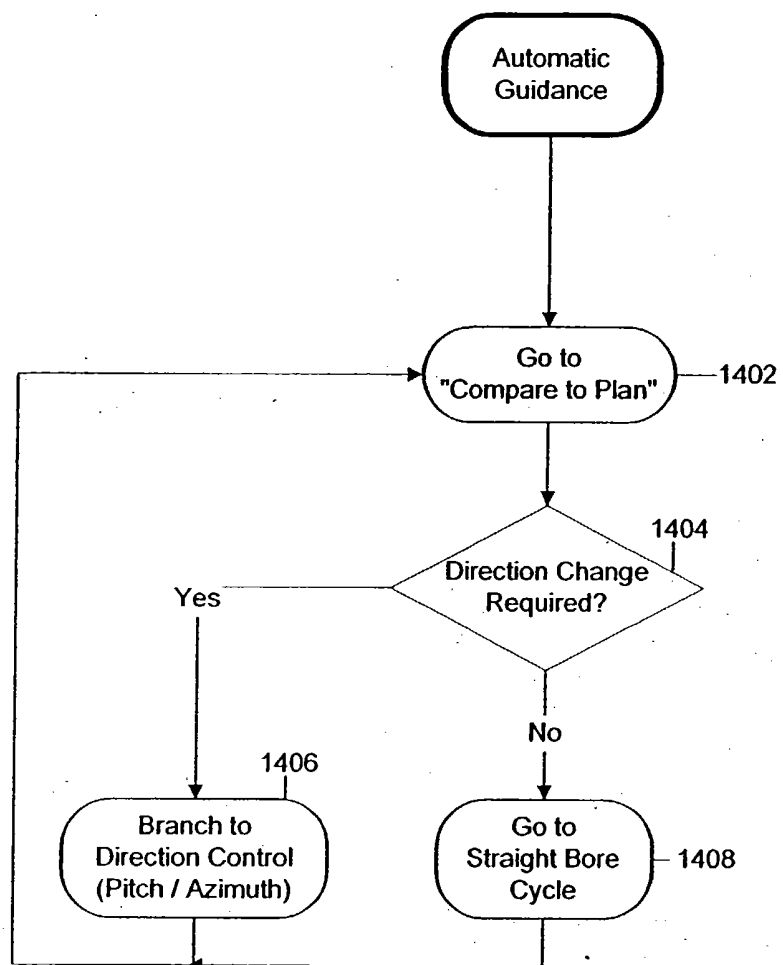 Automatic
Guidance
Go to
"Compare to Plan"
1402
1404
Direction Change
Required?
Yes
No
1406
Branch to
Direction Control
(Pitch / Azimuth)
Go to
Straight Bore
Cycle
1408